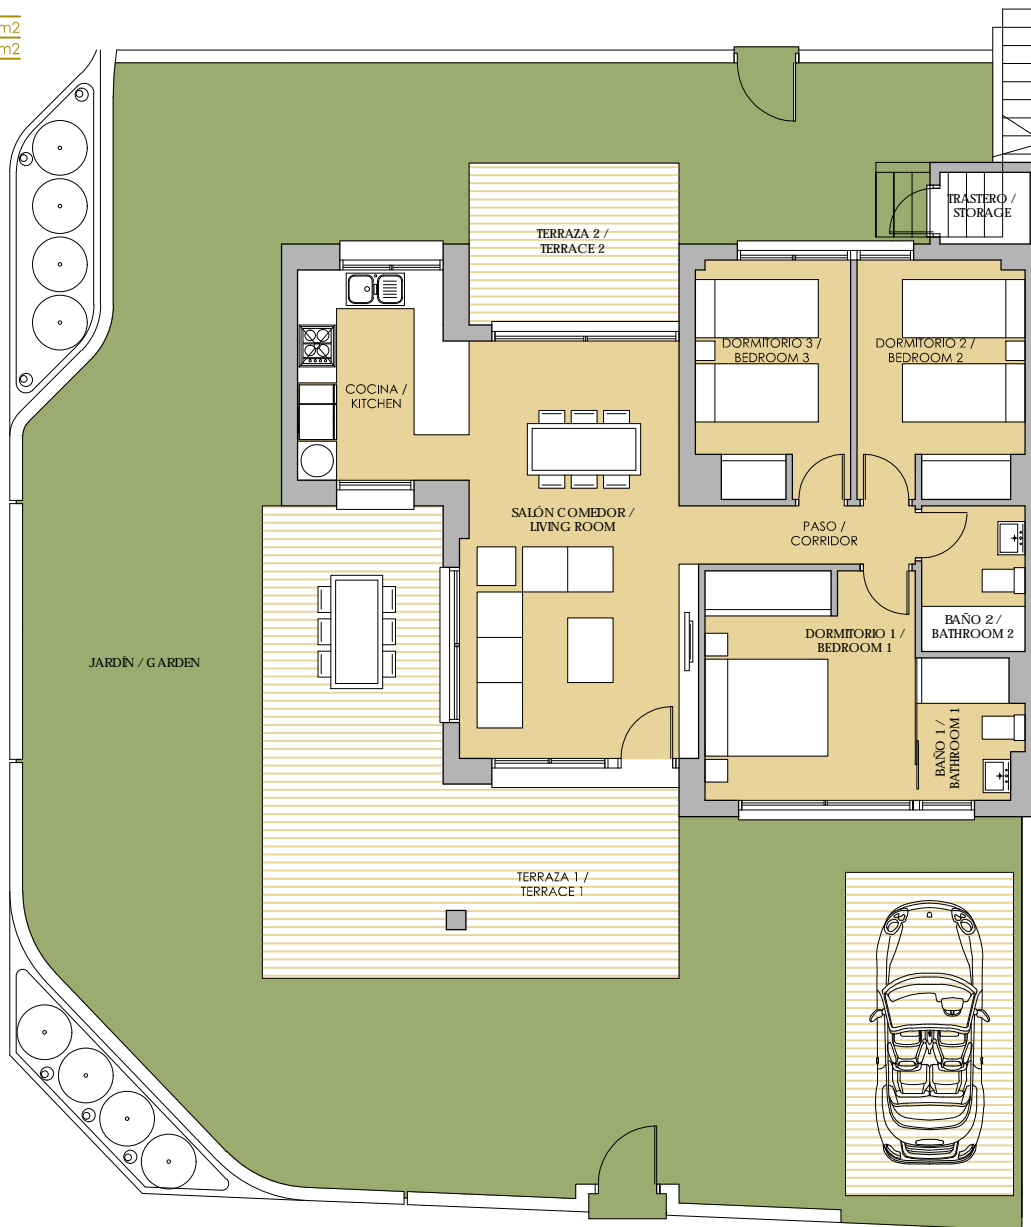 m2
m2
TRASTERO /
STORAGE
TERRAZA 2 /
TERRACE 2
DORMITORIO 3 /
BEDROOM 3
DORMITORIO 2 /
BEDROOM 2
COCINA /
KITCHEN
SALÓN COMEDOR /
LIVING ROOM
PASO /
CORRIDOR
BAÑO 2 /
BATHROOM 2
DORMITORIO 1 /
BEDROOM 1
JARDÍN / GARDEN
BAÑO 1 /
BATHROOM 1
TERRAZA 1 /
TERRACE 1